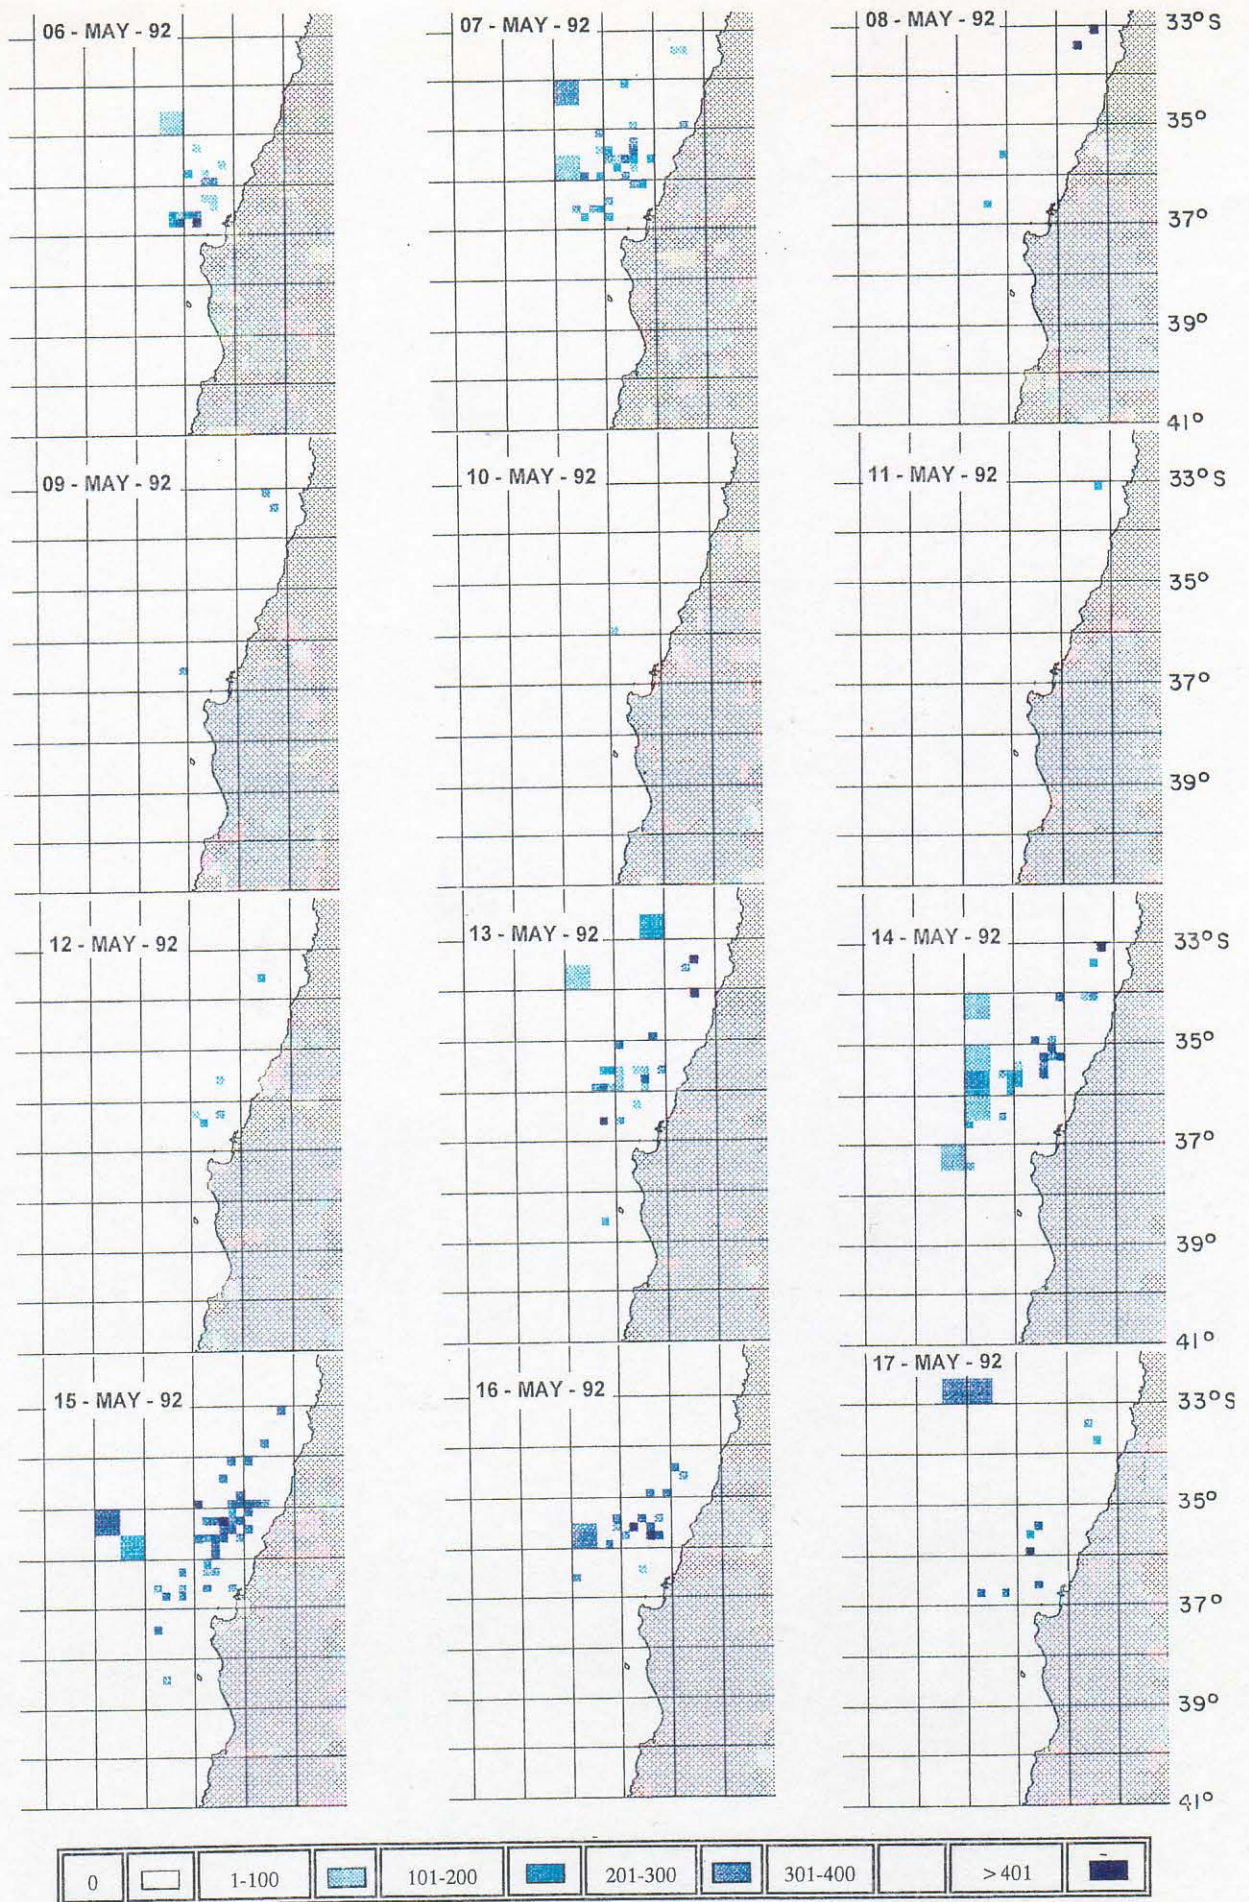 06 - MAY - 92
07 - MAY - 92
08 - MAY - 92
33°S
35°
37°
39°
41°
09 - MAY - 92
10 - MAY - 92
11 - MAY - 92
33°S
35°
37°
39°
12 - MAY - 92
13 - MAY - 92
14 - MAY - 92
33°S
35°
37°
39°
41°
15 - MAY - 92
16 - MAY - 92
17 - MAY - 92
33°S
35°
37°
39°
41°
0 1-100 101-200 201-300 301-400 > 401